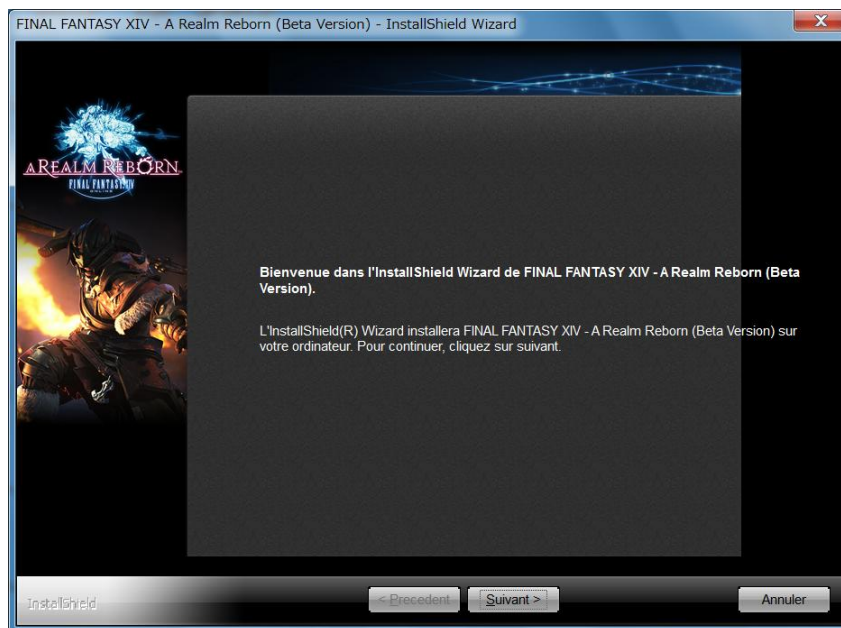 FINAL FANTASY XIV - A Realm Reborn (Beta Version) - InstallShield Wizard
A REALM REBORN
FINAL FANTASY XIV
ONLINE
Bienvenue dans l'InstallShield Wizard de FINAL FANTASY XIV - A Realm Reborn (Beta
Version).
L'InstallShield(R) Wizard installera FINAL FANTASY XIV - A Realm Reborn (Beta Version) sur
votre ordinateur. Pour continuer, cliquez sur suivant.
InstallShield
< Precedent
Suivant >
Annuler